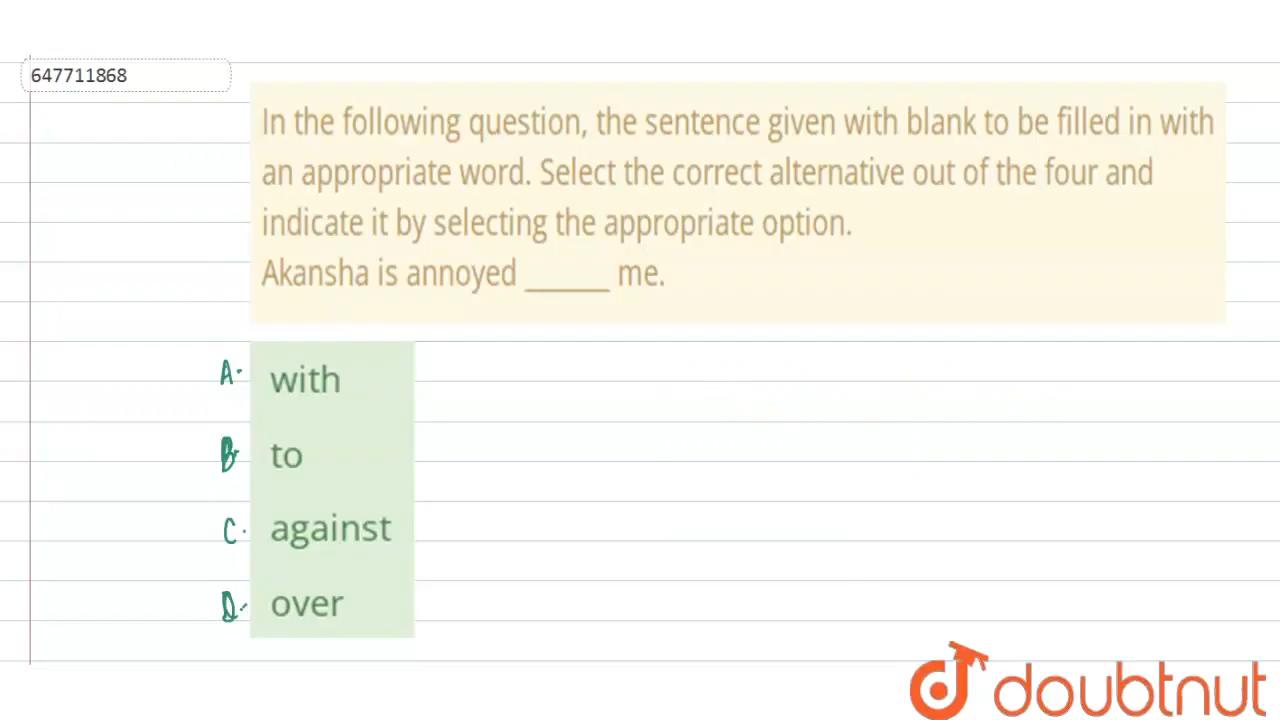 647711868
In the following question, the sentence given with blank to be filled in with
an appropriate word. Select the correct alternative out of the four and
indicate it by selecting the appropriate option.
Akansha is annoyed ______ me.
A. with
B. to
C. against
D. over
doubtnut